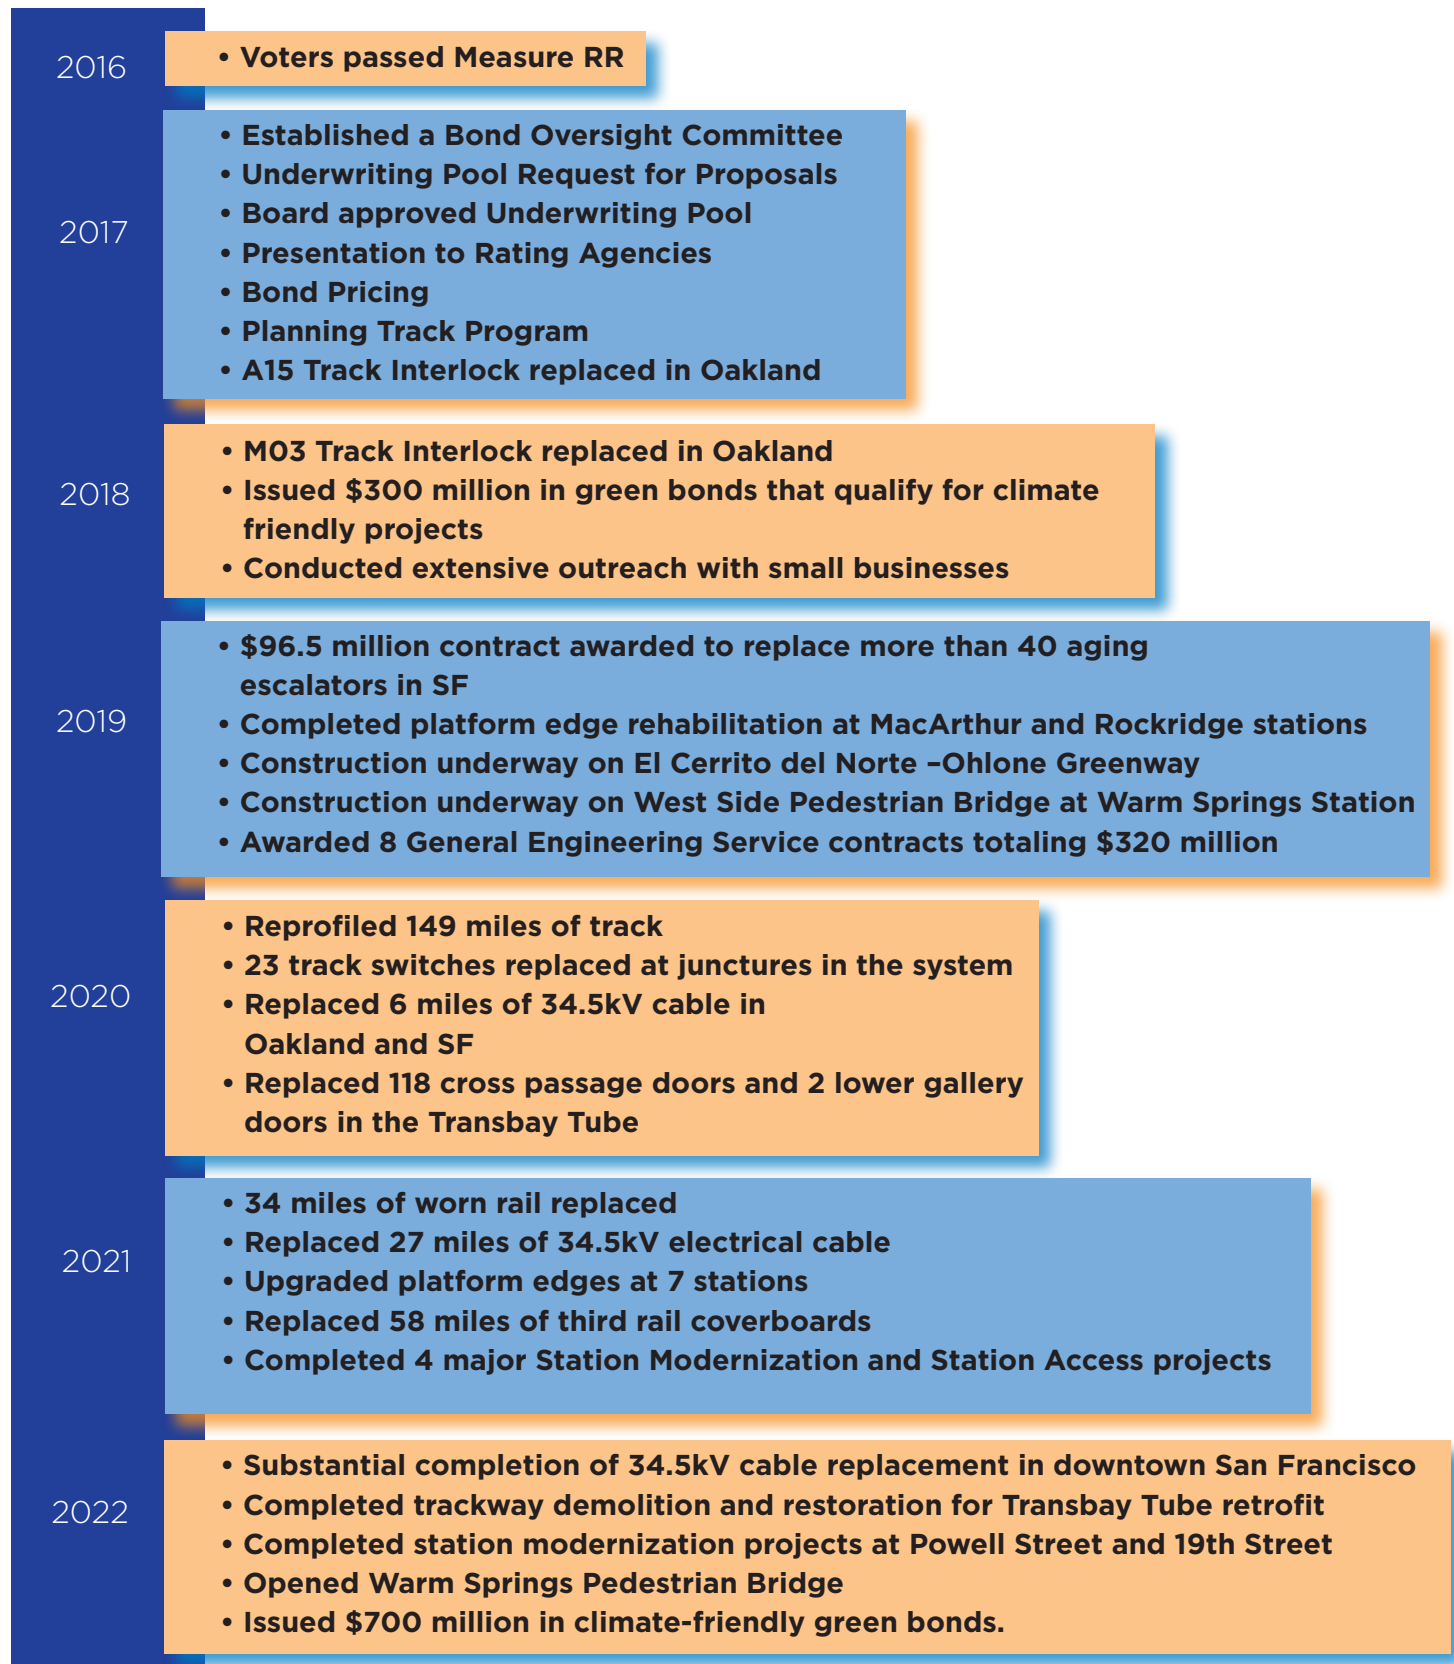 2016
• Voters passed Measure RR
2017
• Established a Bond Oversight Committee
• Underwriting Pool Request for Proposals
• Board approved Underwriting Pool
• Presentation to Rating Agencies
• Bond Pricing
• Planning Track Program
• A15 Track Interlock replaced in Oakland
2018
• M03 Track Interlock replaced in Oakland
• Issued $300 million in green bonds that qualify for climate
friendly projects
• Conducted extensive outreach with small businesses
2019
• $96.5 million contract awarded to replace more than 40 aging
escalators in SF
• Completed platform edge rehabilitation at MacArthur and Rockridge stations
• Construction underway on El Cerrito del Norte –Ohlone Greenway
• Construction underway on West Side Pedestrian Bridge at Warm Springs Station
• Awarded 8 General Engineering Service contracts totaling $320 million
2020
• Reprofiled 149 miles of track
• 23 track switches replaced at junctures in the system
• Replaced 6 miles of 34.5kV cable in
Oakland and SF
• Replaced 118 cross passage doors and 2 lower gallery
doors in the Transbay Tube
2021
• 34 miles of worn rail replaced
• Replaced 27 miles of 34.5kV electrical cable
• Upgraded platform edges at 7 stations
• Replaced 58 miles of third rail coverboards
• Completed 4 major Station Modernization and Station Access projects
2022
• Substantial completion of 34.5kV cable replacement in downtown San Francisco
• Completed trackway demolition and restoration for Transbay Tube retrofit
• Completed station modernization projects at Powell Street and 19th Street
• Opened Warm Springs Pedestrian Bridge
• Issued $700 million in climate-friendly green bonds.